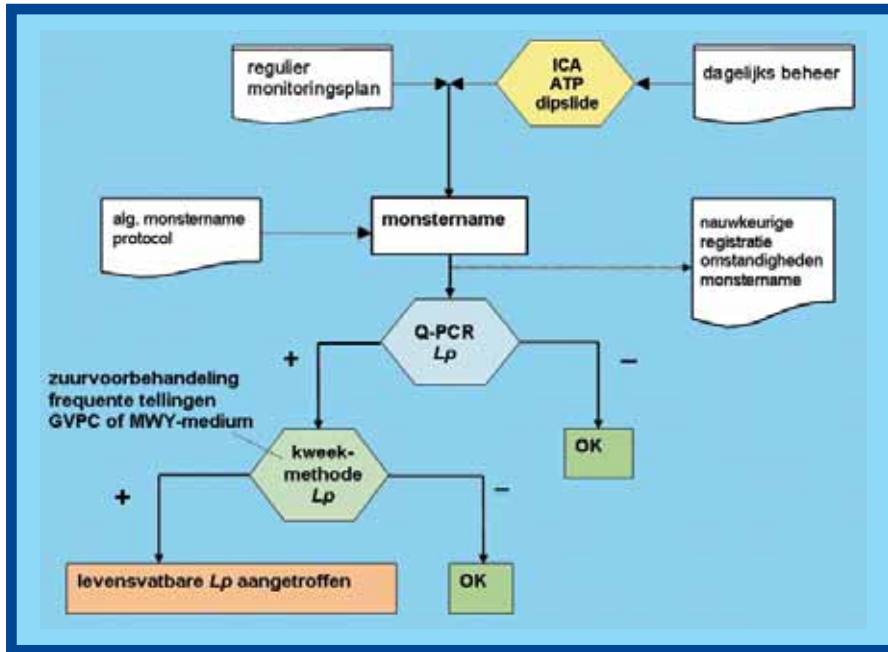 regulier
monitoringsplan
ICA
ATP
dipslide
dagelijks beheer
alg. monstername
protocol
monstername
nauwkeurige
registratie
omstandigheden
monstername
Q-PCR
Lp
+
–
zuurvoorbehandeling
frequente tellingen
GVPC of MWY-medium
kweek-
methode
Lp
OK
+
–
levensvatbare Lp aangetroffen
OK